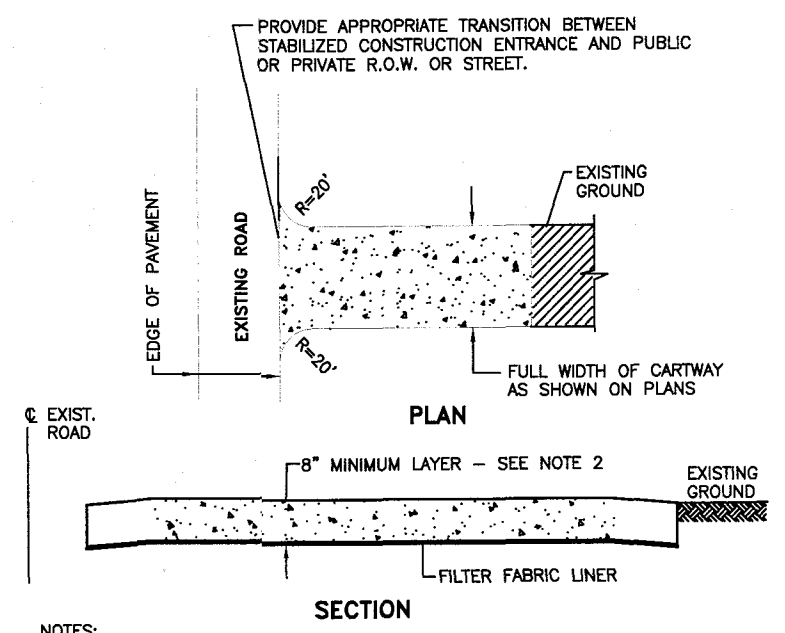 PROVIDE APPROPRIATE TRANSITION BETWEEN
STABILIZED CONSTRUCTION ENTRANCE AND PUBLIC
OR PRIVATE R.O.W. OR STREET.
R=20'
EXISTING
GROUND
EDGE OF PAVEMENT
EXISTING ROAD
R=20'
FULL WIDTH OF CARTWAY
AS SHOWN ON PLANS
PLAN
℄ EXIST.
ROAD
8" MINIMUM LAYER – SEE NOTE 2
EXISTING
GROUND
FILTER FABRIC LINER
SECTION
NOTES: